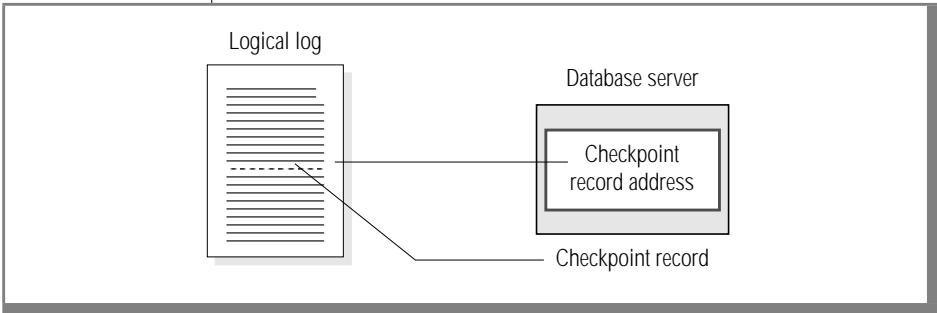 Logical log
Database server
Checkpoint
record address
Checkpoint record